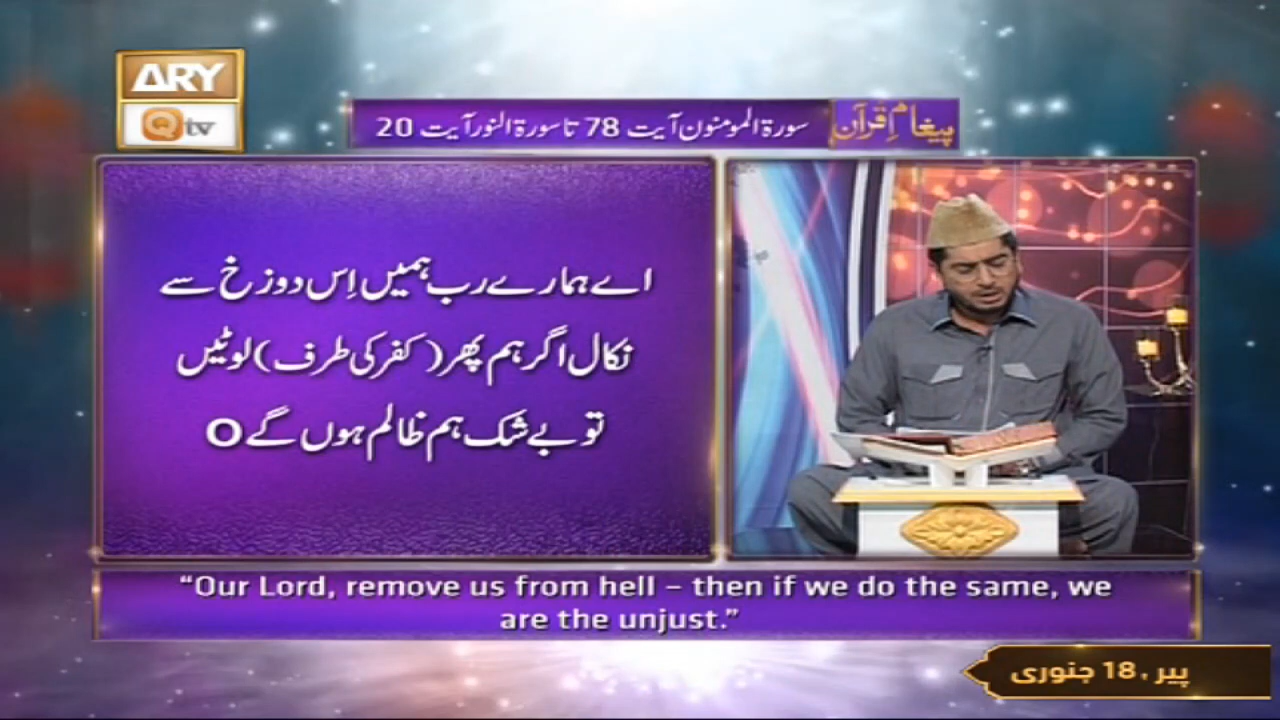 ARY
Qtv
پیغامِ قرآن
سورۃ المومنون آیت 78 تا سورۃ النور آیت 20
اے ہمارے رب ہمیں اِس دوزخ سے
نکال اگر ہم پھر (کفر کی طرف) لوٹیں
تو بے شک ہم ظالم ہوں گے O
“Our Lord, remove us from hell – then if we do the same, we
are the unjust.”
پیر، 18 جنوری